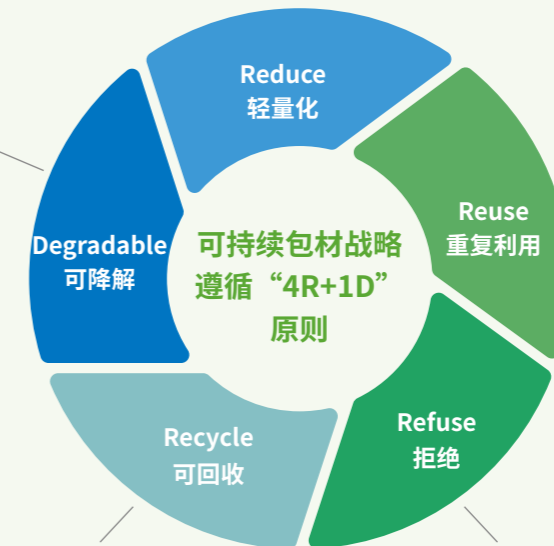 Reduce
轻量化
Reuse
重复利用
Refuse
拒绝
Recycle
可回收
Degradable
可降解
可持续包材战略
遵循“4R+1D”
原则